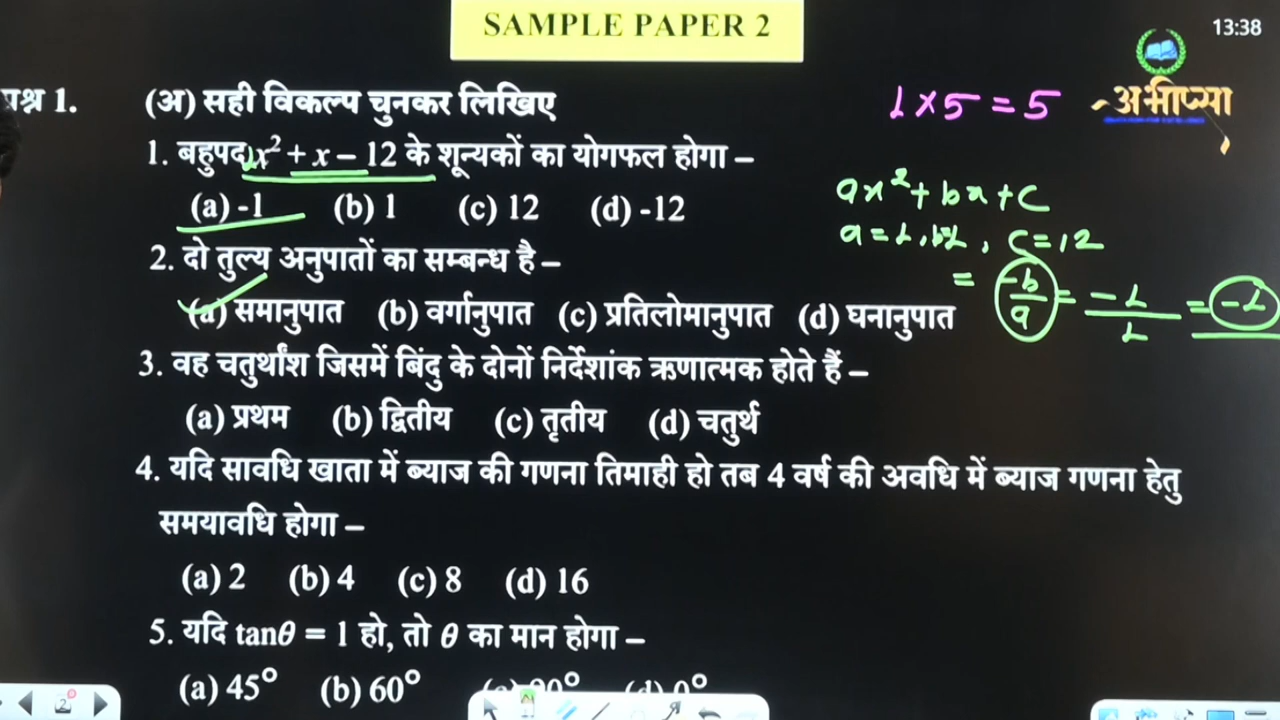 SAMPLE PAPER 2
13:38
प्रश्न 1. (अ) सही विकल्प चुनकर लिखिए
1 × 5 = 5
अभीप्सा
1. बहुपद x² + x – 12 के शून्यकों का योगफल होगा –
(a) -1 (b) 1 (c) 12 (d) -12
ax² + bx + c
a = 1, b=1, c = 12
= -b/a = -1/1 = -1
2. दो तुल्य अनुपातों का सम्बन्ध है –
(a) समानुपात (b) वर्गानुपात (c) प्रतिलोमानुपात (d) घनानुपात
3. वह चतुर्थांश जिसमें बिंदु के दोनों निर्देशांक ऋणात्मक होते हैं –
(a) प्रथम (b) द्वितीय (c) तृतीय (d) चतुर्थ
4. यदि सावधि खाता में ब्याज की गणना तिमाही हो तब 4 वर्ष की अवधि में ब्याज गणना हेतु
समयावधि होगा –
(a) 2 (b) 4 (c) 8 (d) 16
5. यदि tanθ = 1 हो, तो θ का मान होगा –
(a) 45° (b) 60° (d) 0°
2